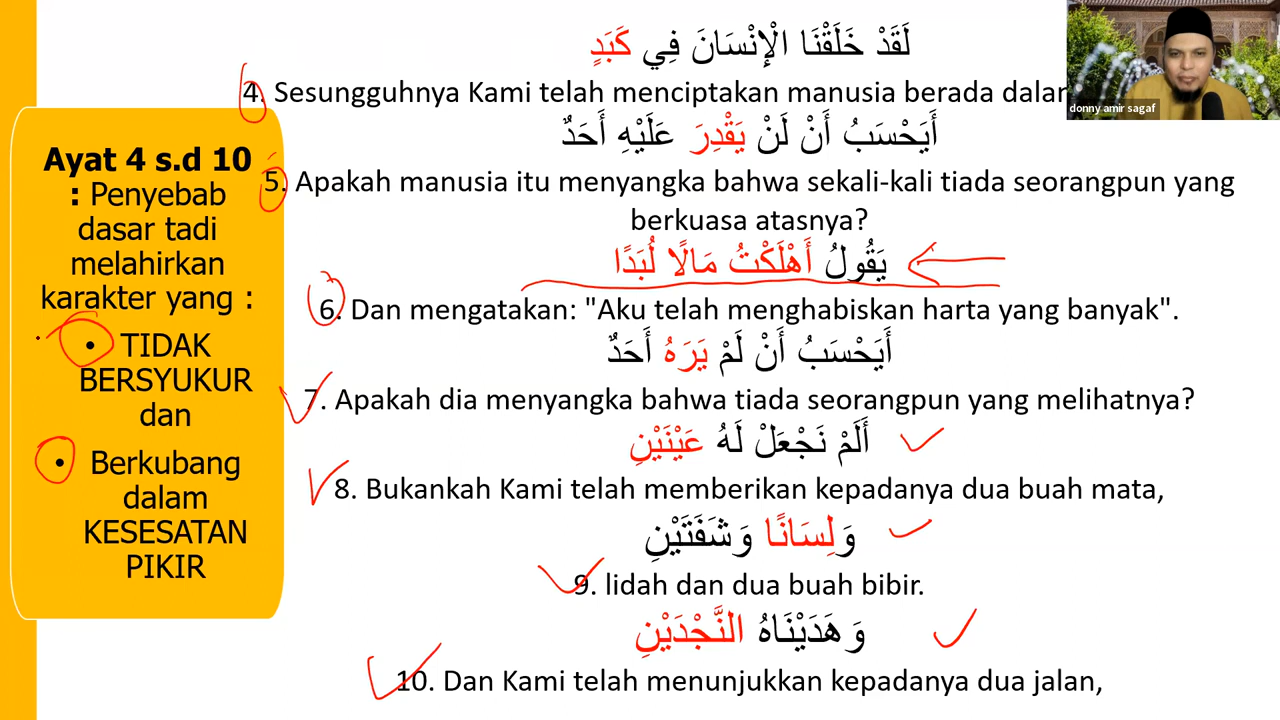 لَقَدْ خَلَقْنَا الْإِنْسَانَ فِي كَبَدٍ
4. Sesungguhnya Kami telah menciptakan manusia berada dalam
donny amir sagaf
أَيَحْسَبُ أَنْ لَنْ يَقْدِرَ عَلَيْهِ أَحَدٌ
5. Apakah manusia itu menyangka bahwa sekali-kali tiada seorangpun yang
berkuasa atasnya?
يَقُولُ أَهْلَكْتُ مَالًا لُبَدًا
6. Dan mengatakan: "Aku telah menghabiskan harta yang banyak".
أَيَحْسَبُ أَنْ لَمْ يَرَهُ أَحَدٌ
7. Apakah dia menyangka bahwa tiada seorangpun yang melihatnya?
أَلَمْ نَجْعَلْ لَهُ عَيْنَيْنِ
8. Bukankah Kami telah memberikan kepadanya dua buah mata,
وَلِسَانًا وَشَفَتَيْنِ
9. lidah dan dua buah bibir.
وَهَدَيْنَاهُ النَّجْدَيْنِ
10. Dan Kami telah menunjukkan kepadanya dua jalan,
Ayat 4 s.d 10
: Penyebab
dasar tadi
melahirkan
karakter yang :
• TIDAK
BERSYUKUR
dan
• Berkubang
dalam
KESESATAN
PIKIR